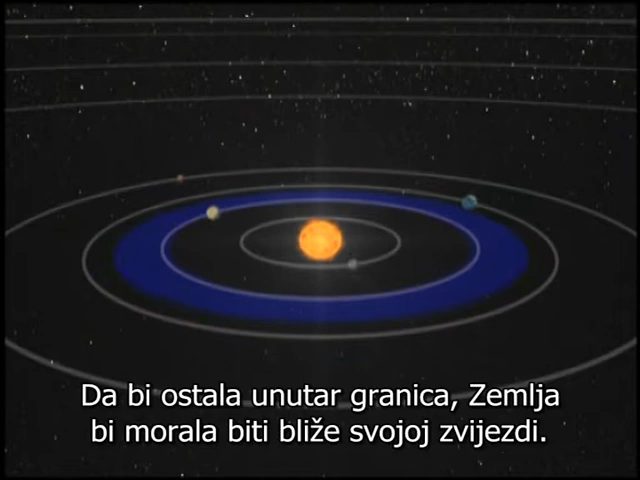 Da bi ostala unutar granica, Zemlja
bi morala biti bliže svojoj zvijezdi.